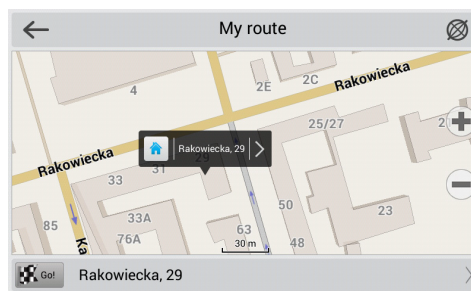 My route
4
2E
2C
Rakowiecka
25/27
Rakowiecka, 29
29
31
Rakowiecka
33
50
23
33A
85
63
76A
30 m
48
Go!
Rakowiecka, 29